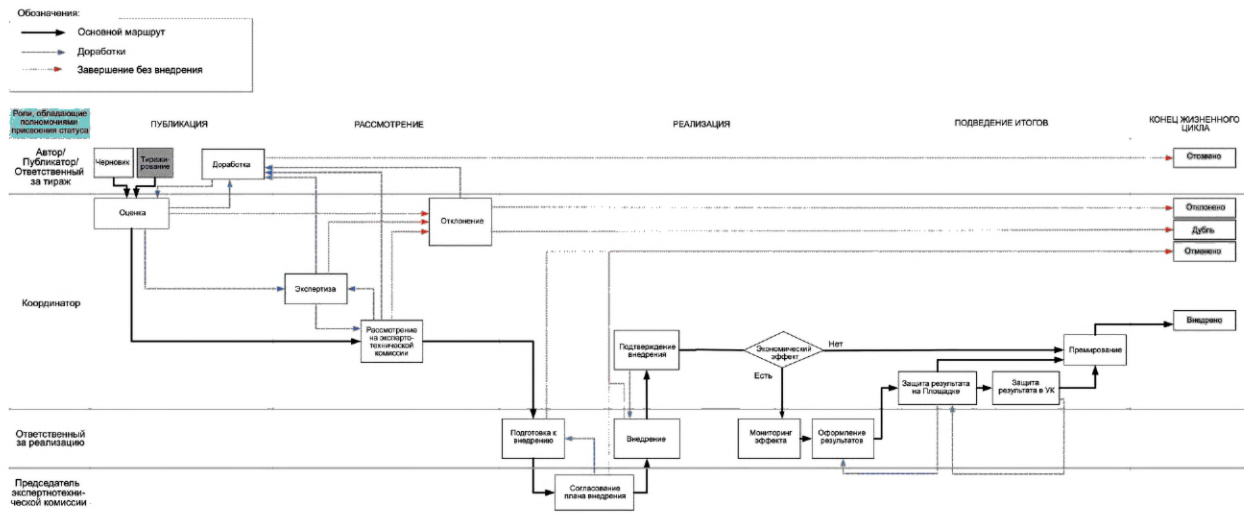 Обозначения:
Основной маршрут
Доработки
Завершение без внедрения
Роли, обладающие
полномочиями
присвоения статуса
ПУБЛИКАЦИЯ
РАССМОТРЕНИЕ
РЕАЛИЗАЦИЯ
ПОДВЕДЕНИЕ ИТОГОВ
КОНЕЦ ЖИЗНЕННОГО
ЦИКЛА
Автор/
Публикатор/
Ответственный
за тираж
Черновик
Тиражи-
рование
Доработка
Отозвано
Оценка
Отклонение
Отклонено
Дубль
Отменено
Координатор
Экспертиза
Рассмотрение
на эксперто-
технической
комиссии
Подтверждение
внедрения
Экономический
эффект
Нет
Есть
Внедрено
Премирование
Защита результата
на Площадке
Защита
результата в УК
Ответственный
за реализацию
Подготовка к
внедрению
Внедрение
Мониторинг
эффекта
Оформление
результатов
Председатель
экспертнотехни-
ческой комиссии
Согласование
плана внедрения